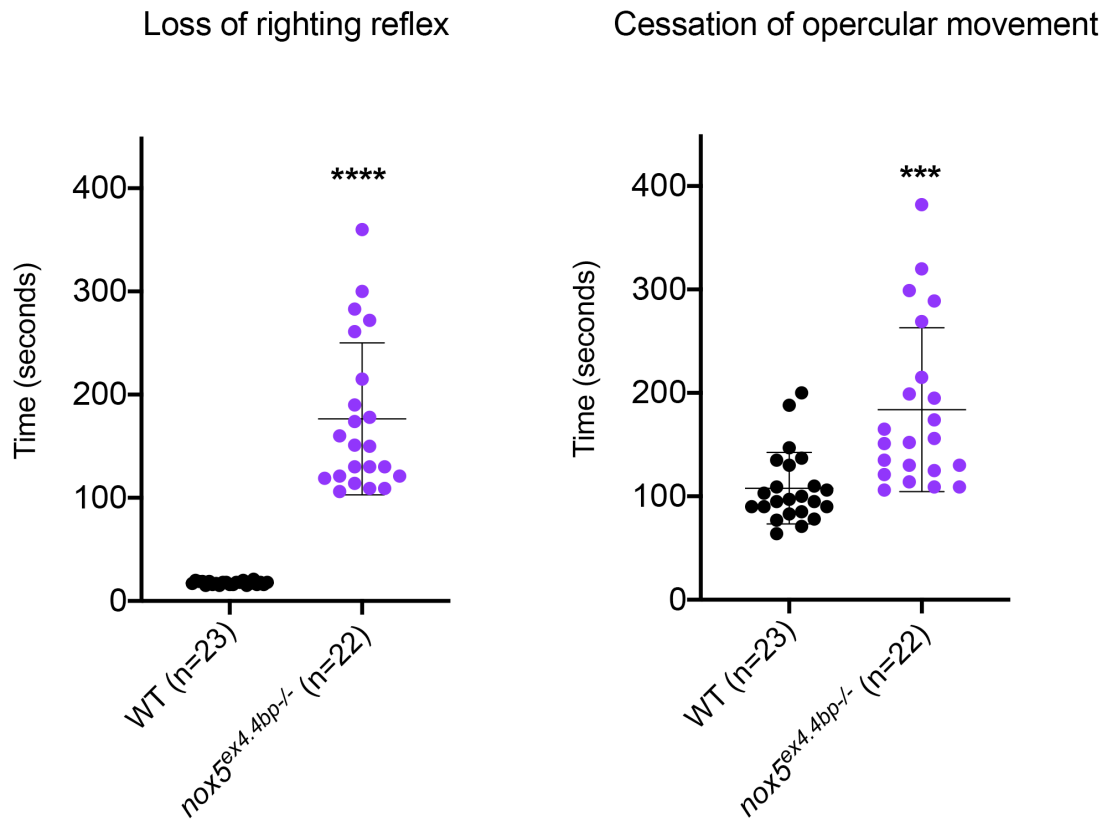 Loss of righting reflex
Cessation of opercular movement
Time (seconds)
400
300
200
100
0
****
WT (n=23)
nox5ex4.4bp-/- (n=22)
Time (seconds)
400
300
200
100
0
***
WT (n=23)
nox5ex4.4bp-/- (n=22)